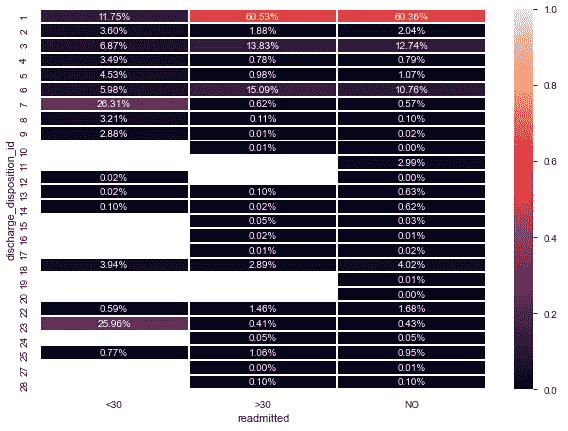 discharge_disposition_id
1 11.75% 60.53% 60.36%
2 3.60% 1.88% 2.04%
3 6.87% 13.83% 12.74%
4 3.49% 0.78% 0.79%
5 4.53% 0.98% 1.07%
6 5.98% 15.09% 10.76%
7 26.31% 0.62% 0.57%
8 3.21% 0.11% 0.10%
9 2.88% 0.01% 0.02%
10 0.01% 0.00%
11 2.99%
12 0.02% 0.00%
13 0.02% 0.10% 0.63%
14 0.10% 0.02% 0.62%
15 0.05% 0.03%
16 0.02% 0.01%
17 0.01% 0.02%
18 3.94% 2.89% 4.02%
19 0.01%
20 0.00%
22 0.59% 1.46% 1.68%
23 25.96% 0.41% 0.43%
24 0.05% 0.05%
25 0.77% 1.06% 0.95%
27 0.00% 0.01%
28 0.10% 0.10%
<30 >30 NO
readmitted
1.0
0.8
0.6
0.4
0.2
0.0